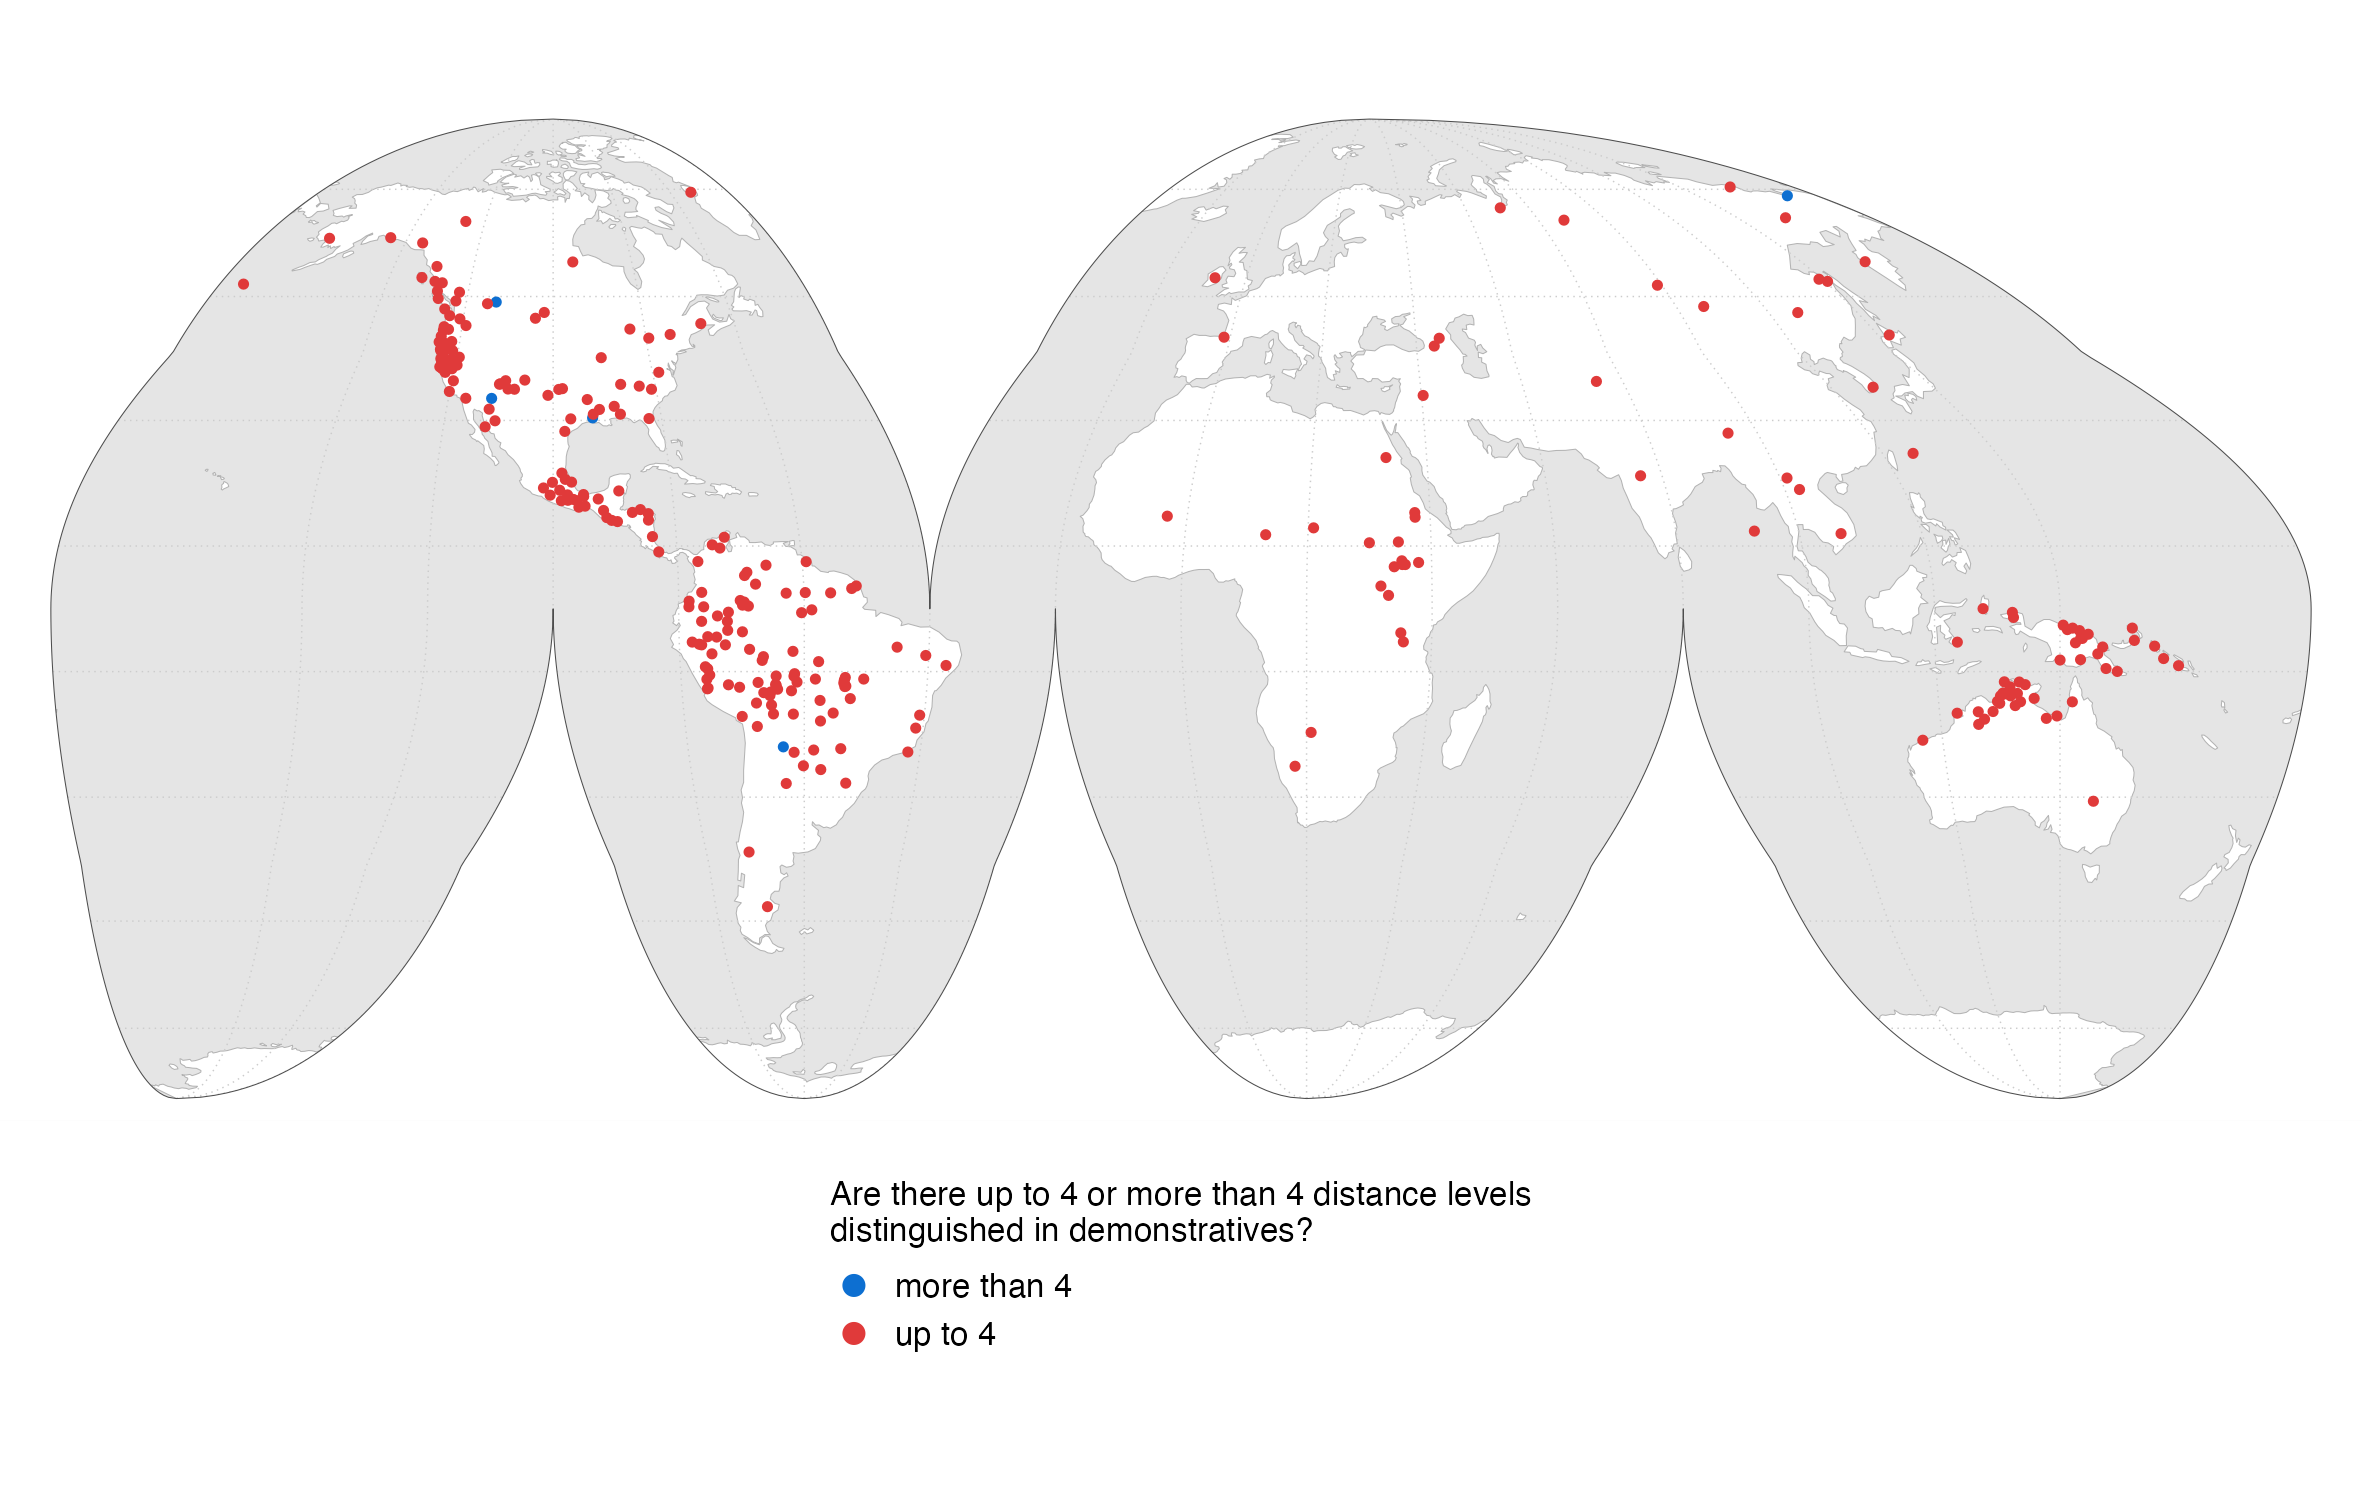 Are there up to 4 or more than 4 distance levels
distinguished in demonstratives?
more than 4
up to 4